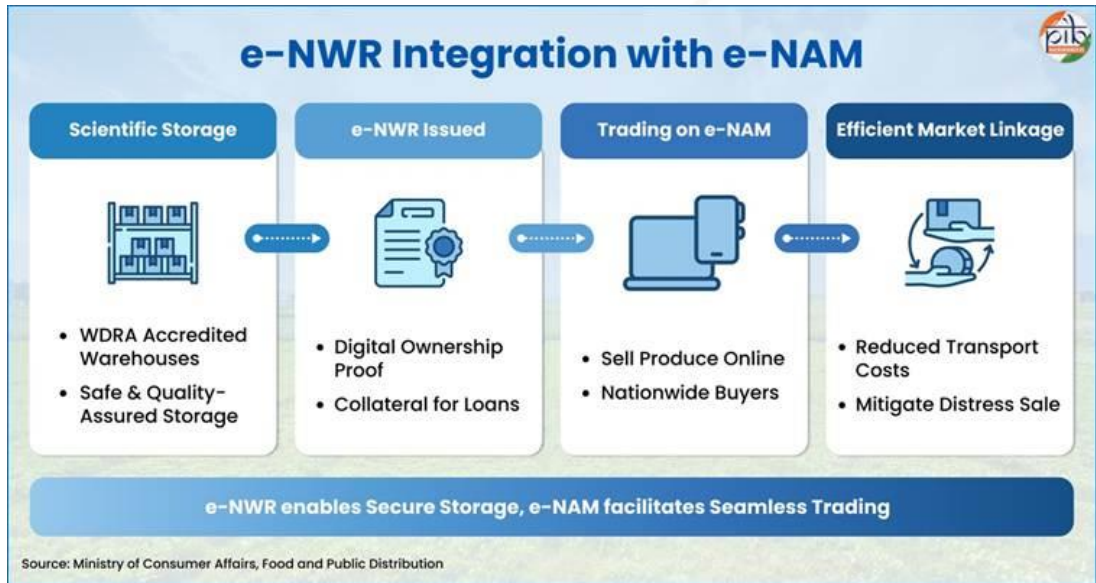 e-NWR Integration with e-NAM
pib
Scientific Storage
• WDRA Accredited
Warehouses
• Safe & Quality-
Assured Storage
e-NWR Issued
• Digital Ownership
Proof
• Collateral for Loans
Trading on e-NAM
• Sell Produce Online
• Nationwide Buyers
Efficient Market Linkage
• Reduced Transport
Costs
• Mitigate Distress Sale
e-NWR enables Secure Storage, e-NAM facilitates Seamless Trading
Source: Ministry of Consumer Affairs, Food and Public Distribution